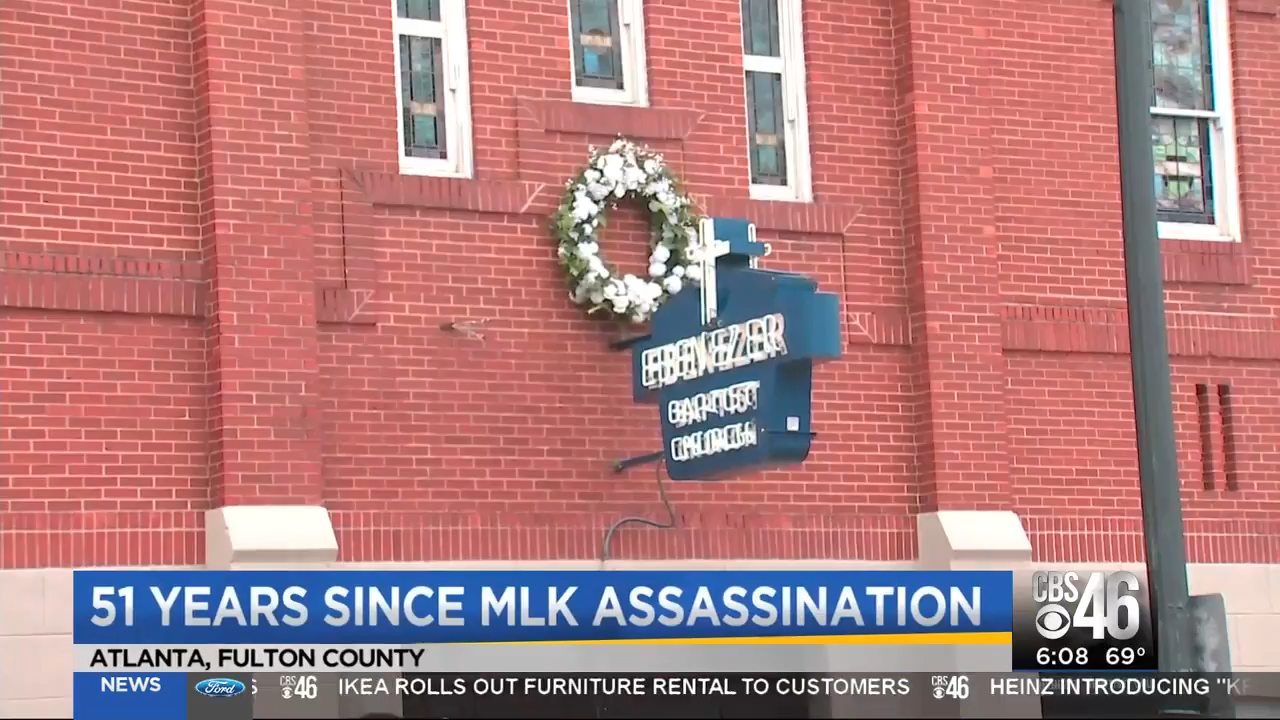 EBENEZER
BAPTIST
CHURCH
51 YEARS SINCE MLK ASSASSINATION
ATLANTA, FULTON COUNTY
CBS 46
6:08 69°
NEWS
Ford
CBS 46
IKEA ROLLS OUT FURNITURE RENTAL TO CUSTOMERS
CBS 46
HEINZ INTRODUCING "K